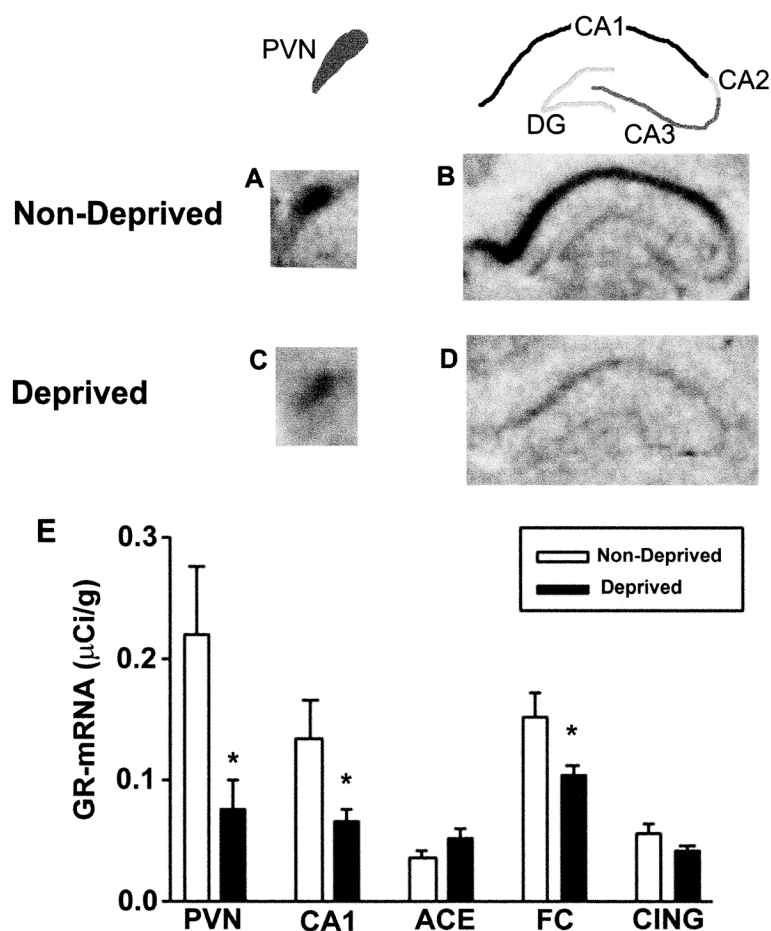 PVN
CA1
CA2
DG
CA3
A
B
Non-Deprived
C
D
Deprived
E
0.3
0.2
0.1
0.0
GR-mRNA (μCi/g)
Non-Deprived
Deprived
*
*
*
PVN
CA1
ACE
FC
CING